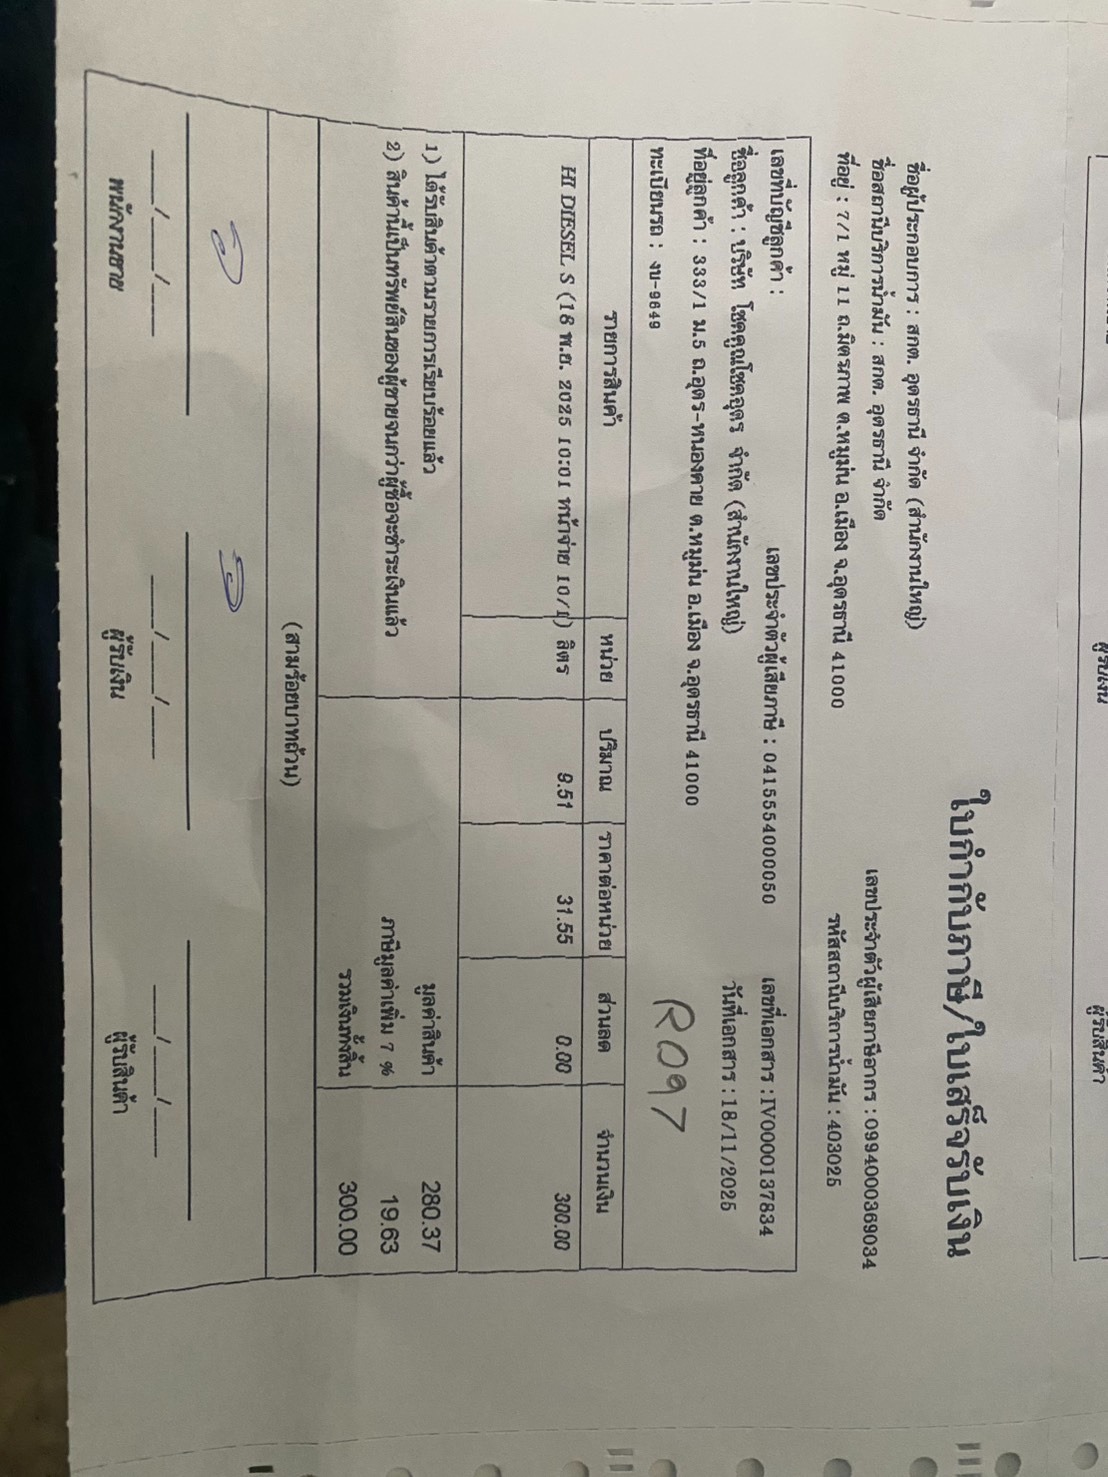 ใบกำกับภาษี/ใบเสร็จรับเงิน
ชื่อผู้ประกอบการ : สกต. อุดรธานี จำกัด (สำนักงานใหญ่)
เลขประจำตัวผู้เสียภาษีอากร : 0994000369034
ชื่อสถานีบริการน้ำมัน : สกต. อุดรธานี จำกัด
รหัสสถานีบริการน้ำมัน : 403025
ที่อยู่ : 7/1 หมู่ 11 ถ.มิตรภาพ ต.หมูม่น อ.เมือง จ.อุดรธานี 41000
เลขที่บัญชีลูกค้า :
เลขประจำตัวผู้เสียภาษี : 0415554000050
เลขที่เอกสาร : IV0000137834
ชื่อลูกค้า : บริษัท โชคคูณโชคอุดร จำกัด (สำนักงานใหญ่)
วันที่เอกสาร : 18/11/2025
ที่อยู่ลูกค้า : 333/1 ม.5 ถ.อุดร-หนองคาย ต.หมูม่น อ.เมือง จ.อุดรธานี 41000
ทะเบียนรถ : งบ-9649
R097
รายการสินค้า หน่วย ปริมาณ ราคาต่อหน่วย ส่วนลด จำนวนเงิน
HI DIESEL S (18 พ.ย. 2025 10:01 หน้าจ่าย 10/1) ลิตร 9.51 31.55 0.00 300.00
1) ได้รับสินค้าตามรายการเรียบร้อยแล้ว
มูลค่าสินค้า 280.37
2) สินค้านี้เป็นทรัพย์สินของผู้ขายจนกว่าผู้ซื้อจะชำระเงินแล้ว
ภาษีมูลค่าเพิ่ม 7 % 19.63
รวมเงินทั้งสิ้น 300.00
(สามร้อยบาทถ้วน)
___/___/___ ___/___/___ ___/___/___
พนักงานขาย ผู้รับเงิน ผู้รับสินค้า